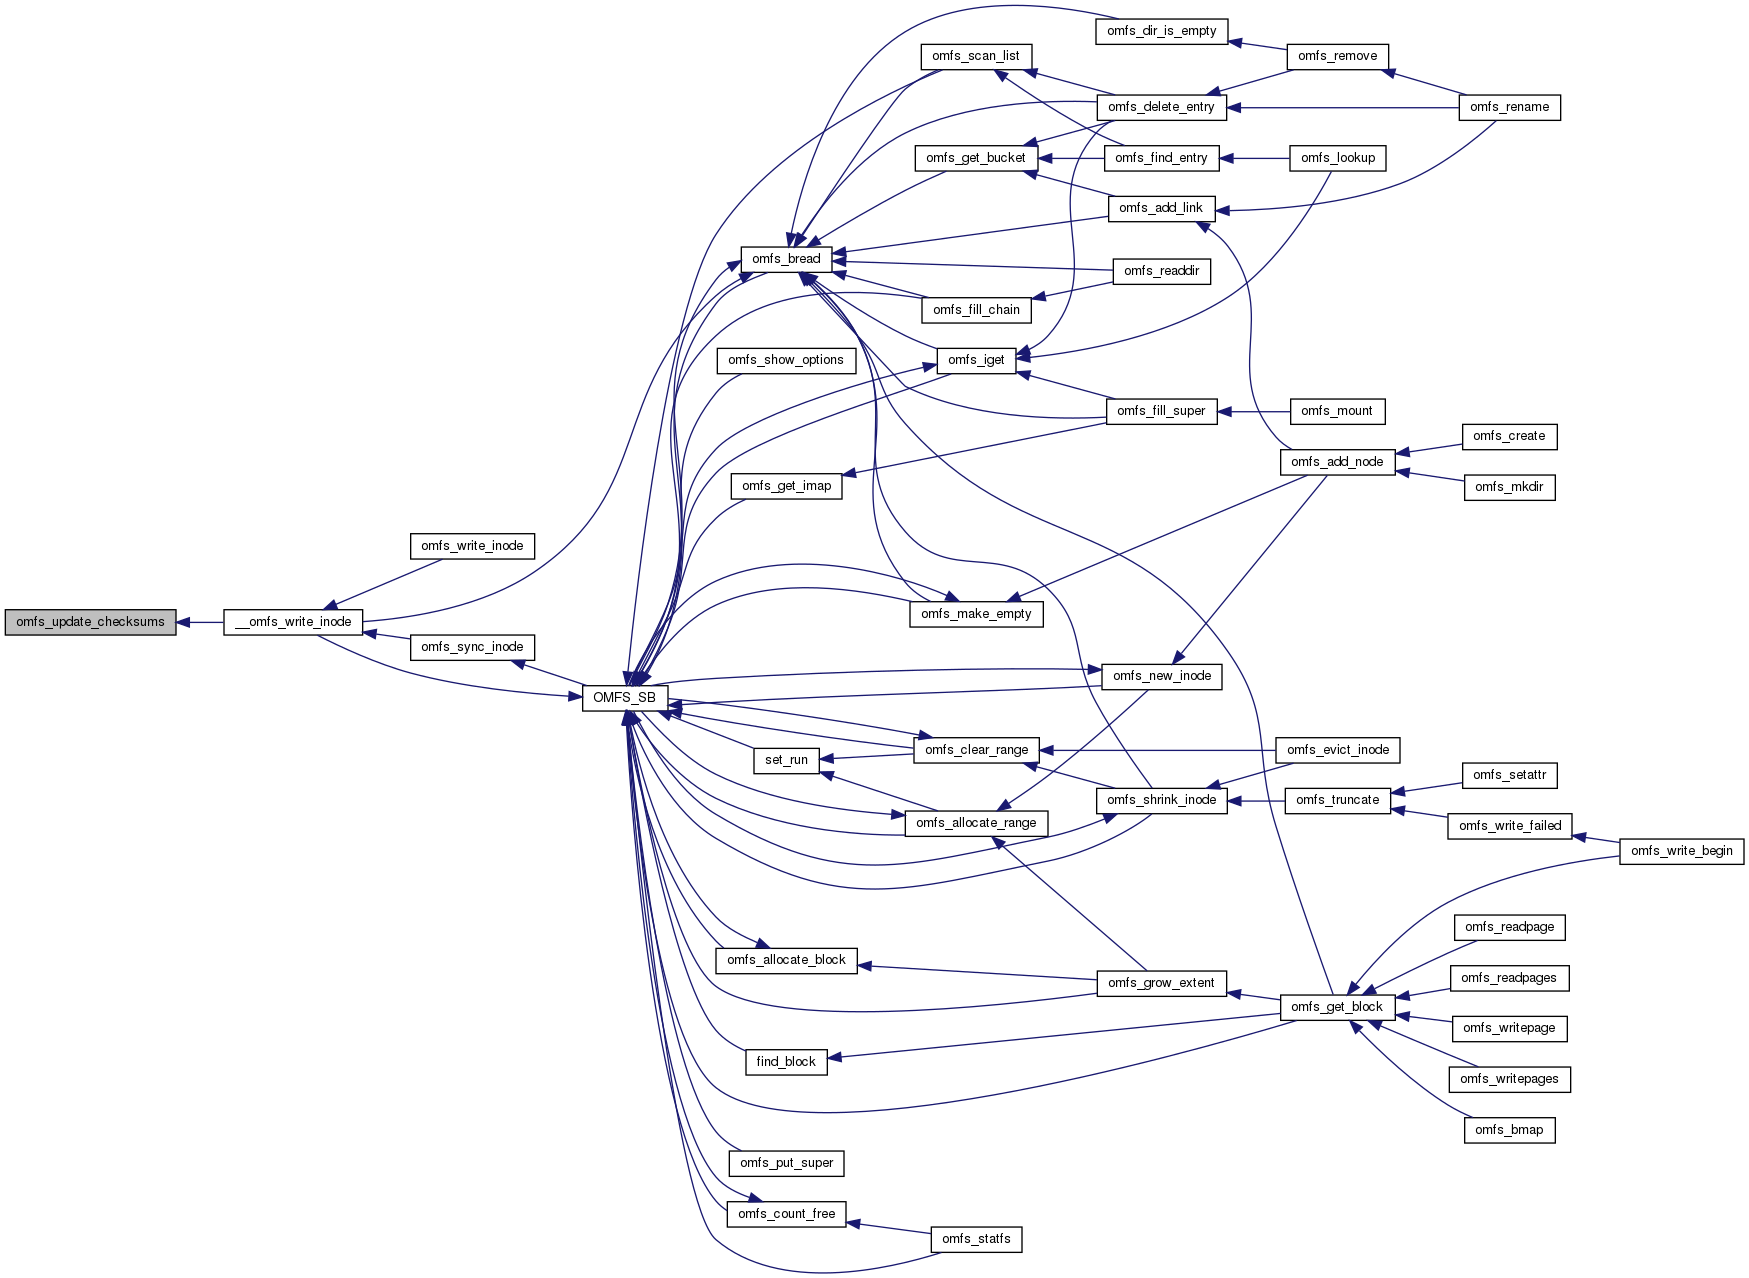 omfs_dir_is_empty
omfs_scan_list
omfs_remove
omfs_delete_entry
omfs_rename
omfs_get_bucket
omfs_find_entry
omfs_lookup
omfs_add_link
omfs_bread
omfs_readdir
omfs_fill_chain
omfs_show_options
omfs_iget
omfs_fill_super
omfs_mount
omfs_create
omfs_add_node
omfs_get_imap
omfs_mkdir
omfs_write_inode
omfs_update_checksums
__omfs_write_inode
omfs_make_empty
omfs_sync_inode
omfs_new_inode
OMFS_SB
omfs_clear_range
omfs_evict_inode
set_run
omfs_setattr
omfs_shrink_inode
omfs_truncate
omfs_allocate_range
omfs_write_failed
omfs_write_begin
omfs_readpage
omfs_allocate_block
omfs_readpages
omfs_grow_extent
omfs_get_block
omfs_writepage
find_block
omfs_writepages
omfs_bmap
omfs_put_super
omfs_count_free
omfs_statfs